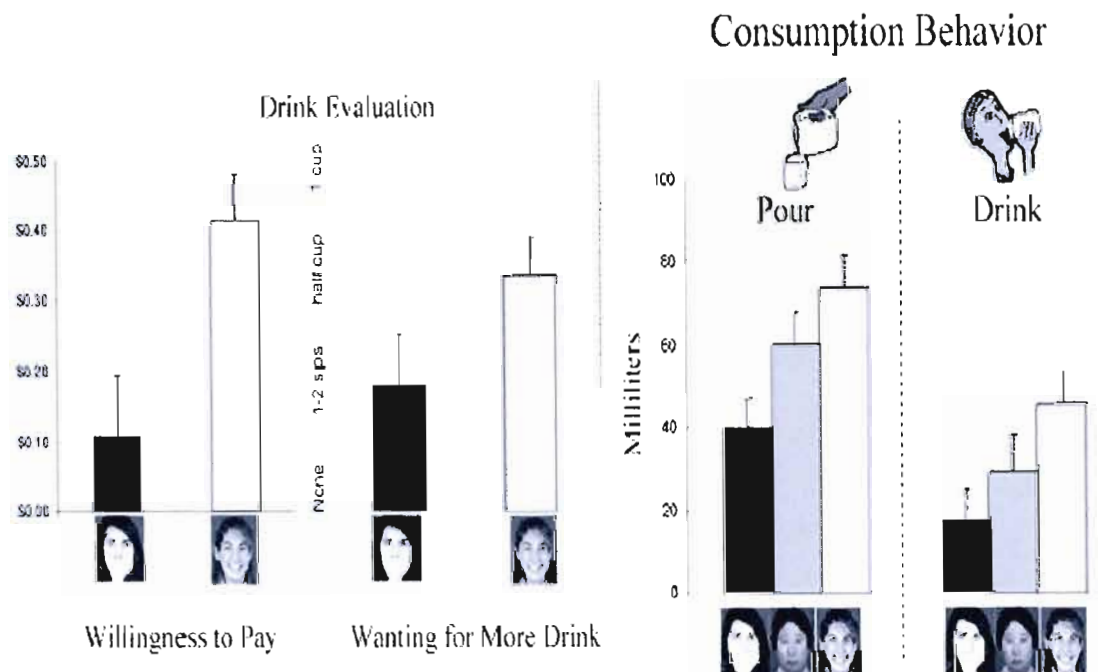 Consumption Behavior
Drink Evaluation
$0.50
$0.40
$0.30
$0.20
$0.10
$0.00
1 cup
half cup
1-2 sips
None
Willingness to Pay
Wanting for More Drink
Pour
Drink
Milliliters
100
80
60
40
20
0